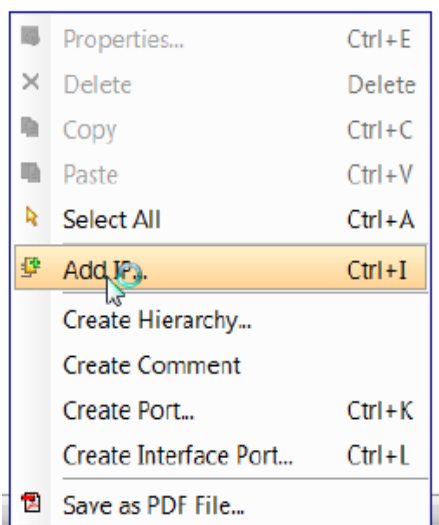 Properties... Ctrl+E
Delete Delete
Copy Ctrl+C
Paste Ctrl+V
Select All Ctrl+A
Add IP... Ctrl+I
Create Hierarchy...
Create Comment
Create Port... Ctrl+K
Create Interface Port... Ctrl+L
Save as PDF File...